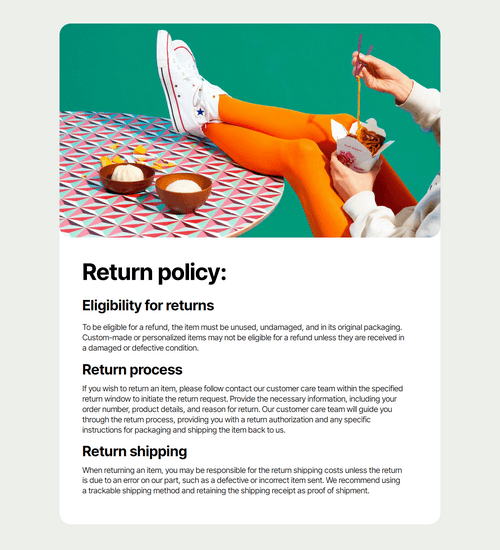 Return policy:
Eligibility for returns
To be eligible for a refund, the item must be unused, undamaged, and in its original packaging.
Custom-made or personalized items may not be eligible for a refund unless they are received in
a damaged or defective condition.
Return process
If you wish to return an item, please follow contact our customer care team within the specified
return window to initiate the return request. Provide the necessary information, including your
order number, product details, and reason for return. Our customer care team will guide you
through the return process, providing you with a return authorization and any specific
instructions for packaging and shipping the item back to us.
Return shipping
When returning an item, you may be responsible for the return shipping costs unless the return
is due to an error on our part, such as a defective or incorrect item sent. We recommend using
a trackable shipping method and retaining the shipping receipt as proof of shipment.